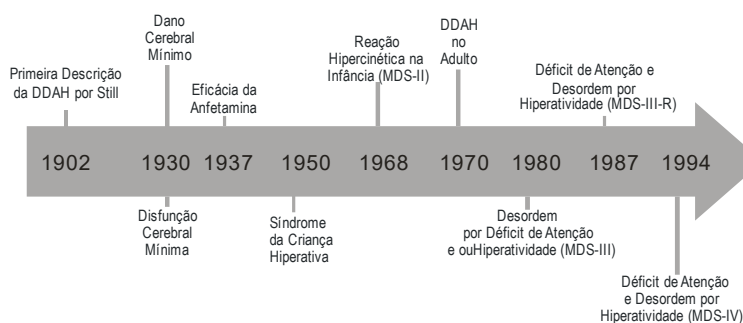 Primeira Descrição
da DDAH por Still
Dano
Cerebral
Mínimo
Eficácia da
Anfetamina
Reação
Hipercinética na
Infância (MDS-II)
DDAH
no
Adulto
Déficit de Atenção e
Desordem por
Hiperatividade (MDS-III-R)
1902 1930 1937 1950 1968 1970 1980 1987 1994
Disfunção
Cerebral
Mínima
Síndrome
da Criança
Hiperativa
Desordem
por Déficit de Atenção
e ouHiperatividade (MDS-III)
Déficit de Atenção
e Desordem por
Hiperatividade (MDS-IV)